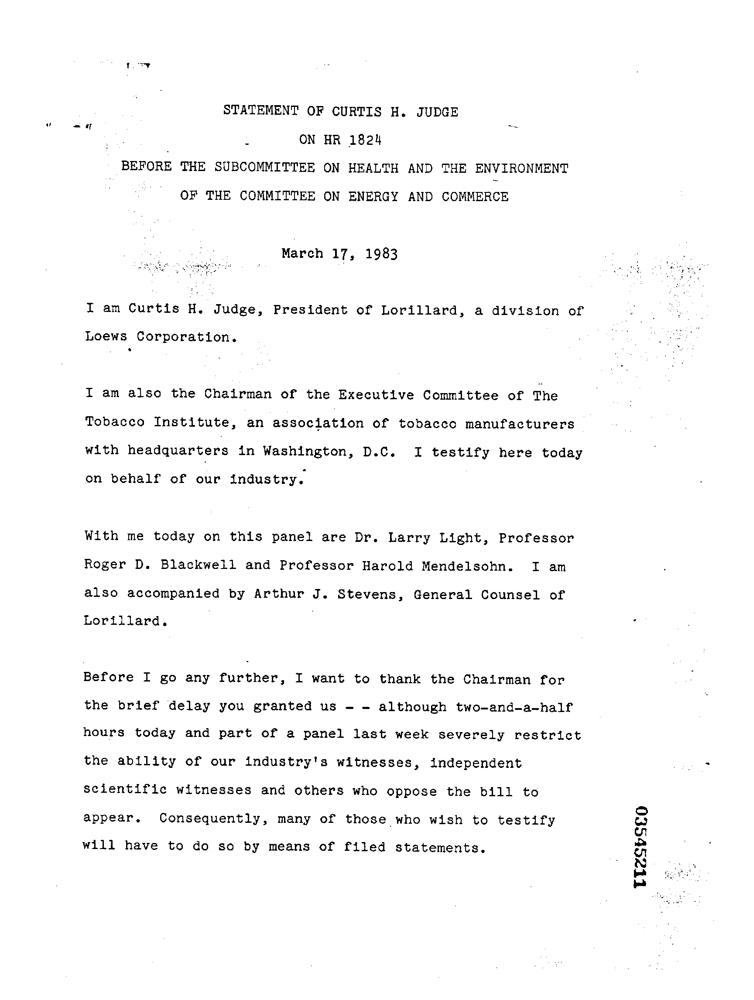 STATEMENT OF CURTIS H. JUDGE
ON HR 1824
BEFORE THE SUBCOMMITTEE ON HEALTH AND THE ENVIRONMENT
OF THE COMMITTEE ON ENERGY AND COMMERCE
March 17, 1983
I am Curtis H. Judge, President of Lorillard, a division of
Loews Corporation.
I am also the Chairman of the Executive Committee of The
Tobacco Institute, an association of tobacco manufacturers
with headquarters in Washington, D.C.  I testify here today
on behalf of our industry.
With me today on this panel are Dr. Larry Light, Professor
Roger D. Blackwell and Professor Harold Mendelsohn.  I am
also accompanied by Arthur J. Stevens, General Counsel of
Lorillard.
Before I go any further, I want to thank the Chairman for
the brief delay you granted us - - although two-and-a-half
hours today and part of a panel last week severely restrict
the ability of our industry's witnesses, independent
scientific witnesses and others who oppose the bill to
appear.  Consequently, many of those who wish to testify
will have to do so by means of filed statements.
03545211